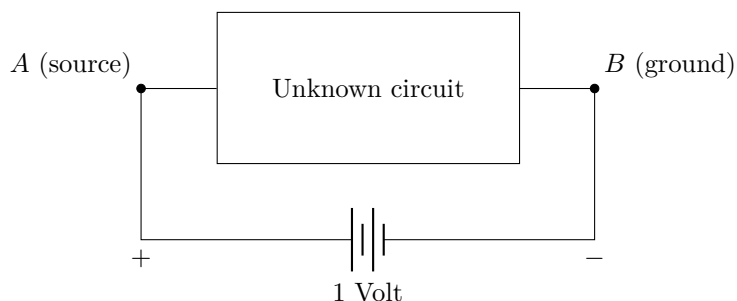 A (source)
B (ground)
Unknown circuit
+
−
1 Volt